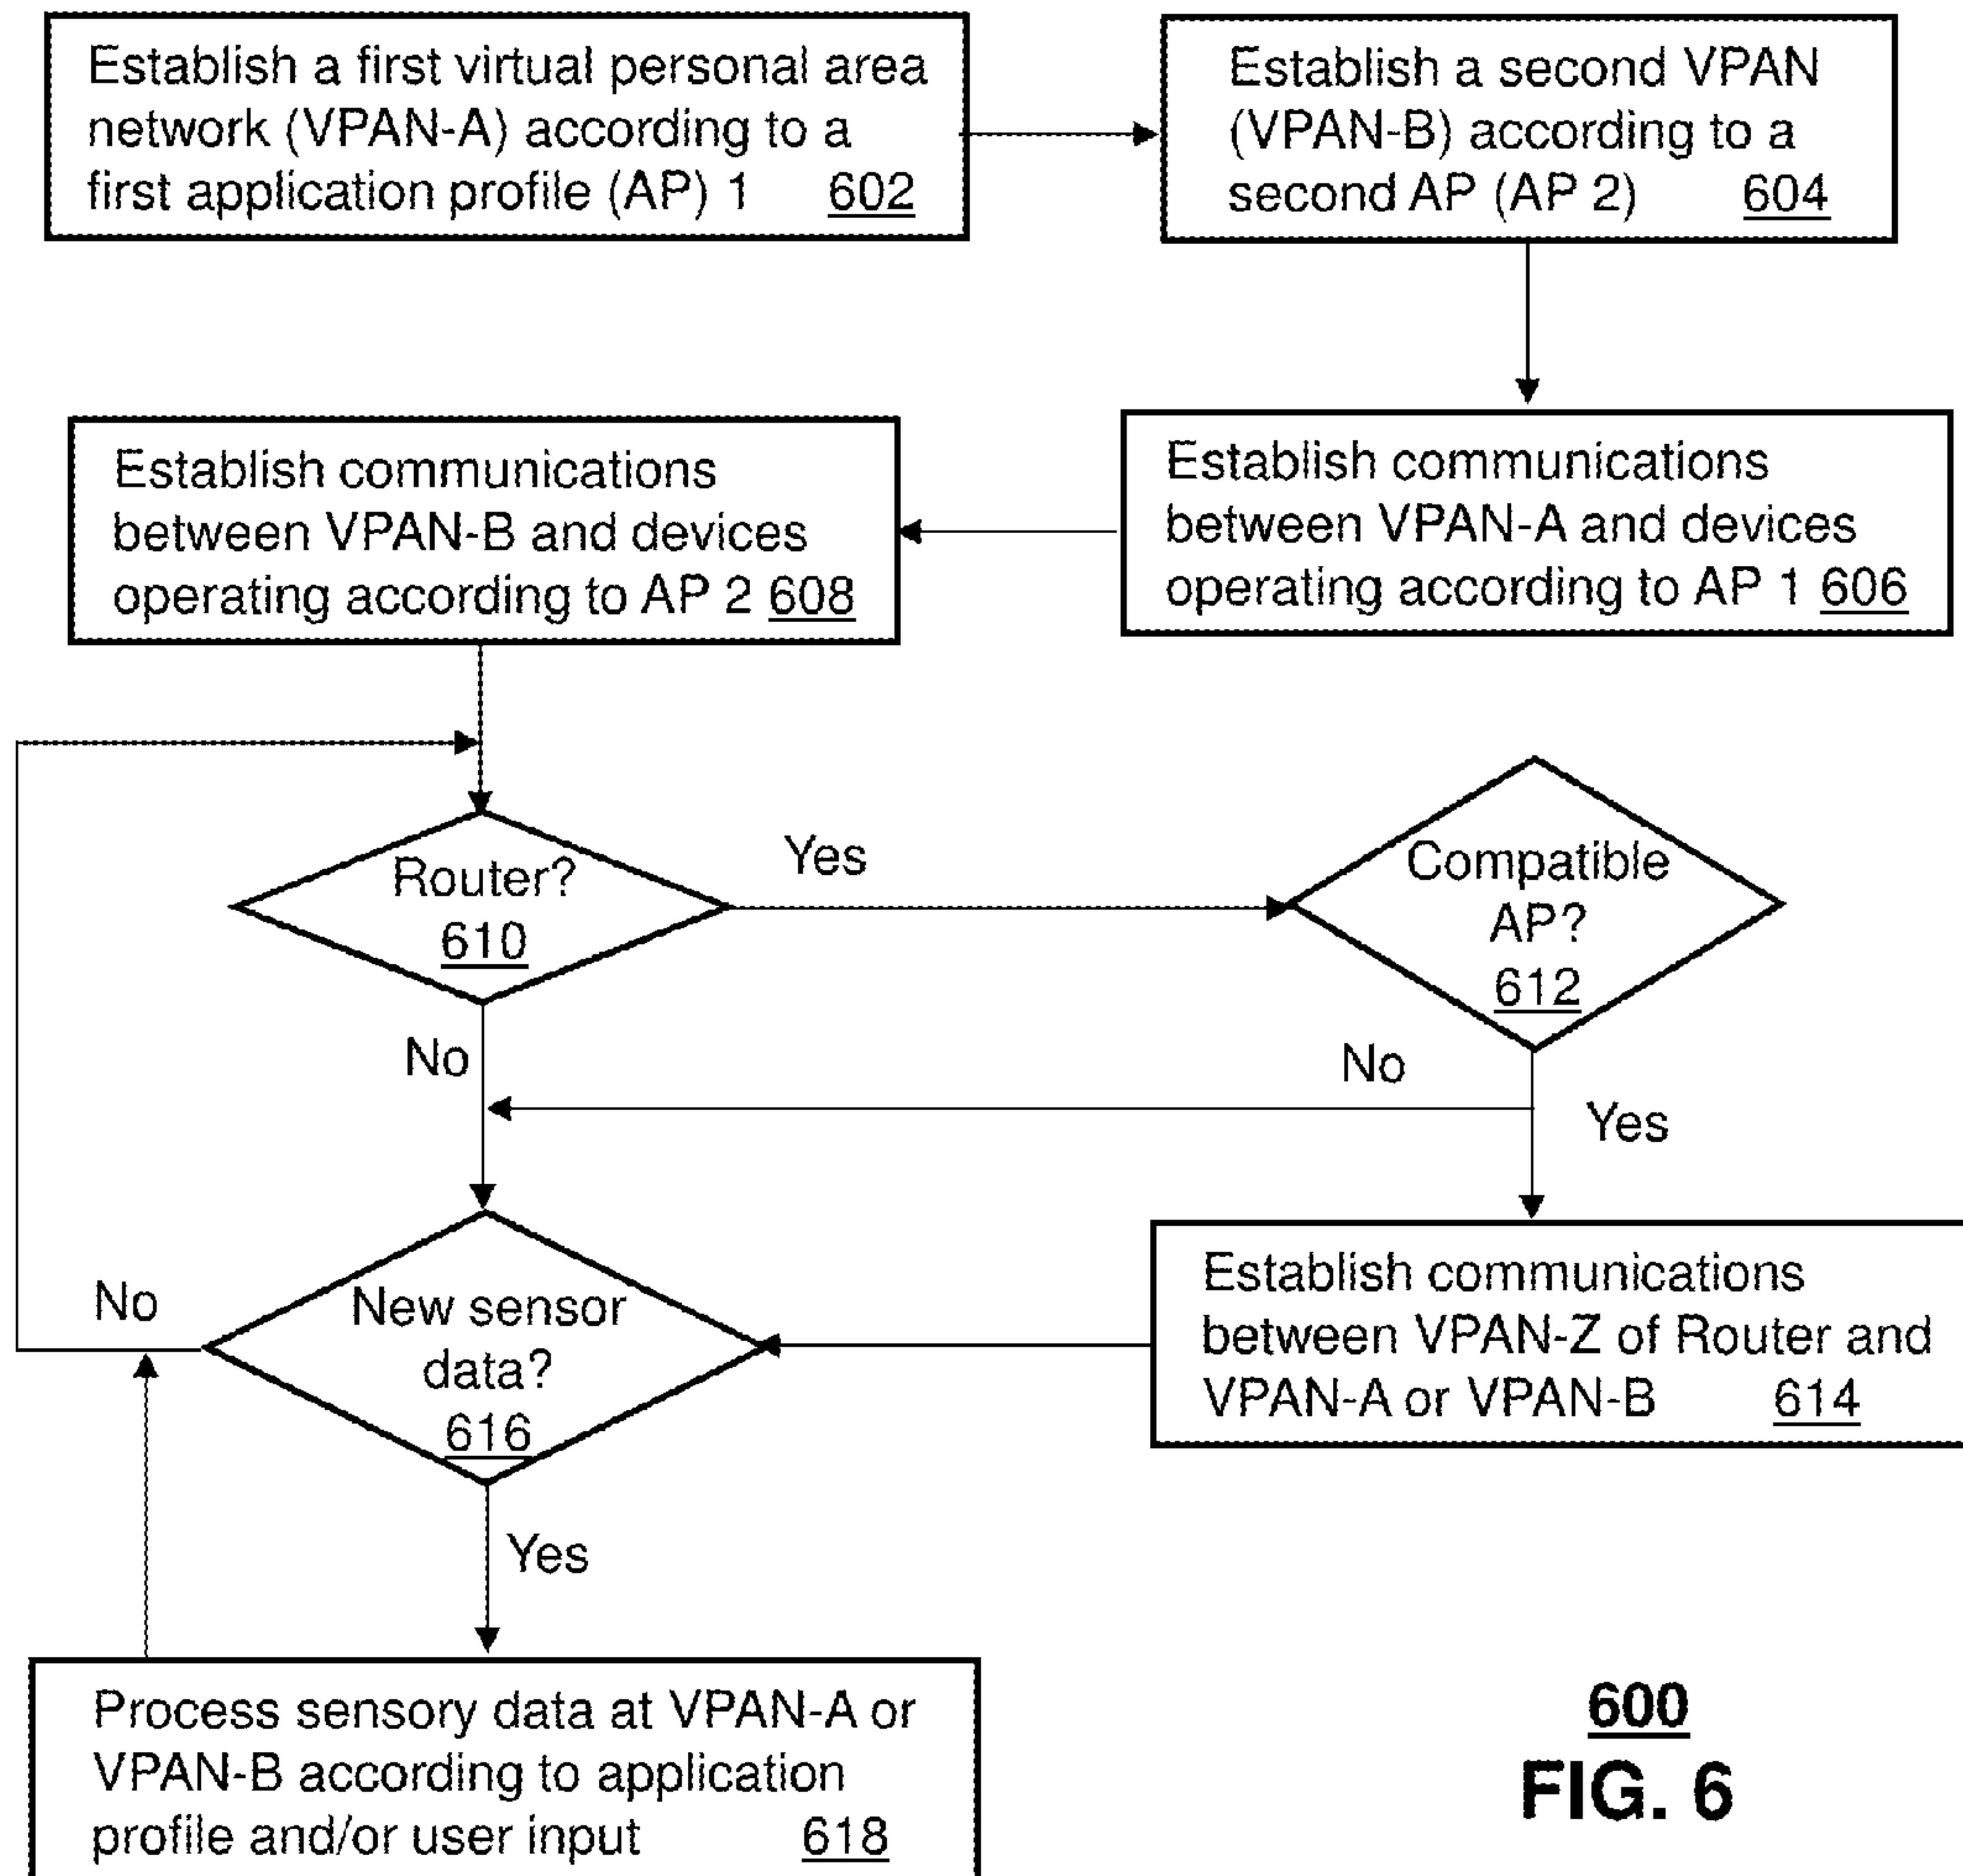 Establish a first virtual personal area
network (VPAN-A) according to a
first application profile (AP) 1 602
Establish a second VPAN
(VPAN-B) according to a
second AP (AP 2) 604
Establish communications
between VPAN-B and devices
operating according to AP 2 608
Establish communications
between VPAN-A and devices
operating according to AP 1 606
Router?
610
Yes
Compatible
AP?
612
No
No
Yes
No
New sensor
data?
616
Establish communications
between VPAN-Z of Router and
VPAN-A or VPAN-B 614
Yes
Process sensory data at VPAN-A or
VPAN-B according to application
profile and/or user input 618
600
FIG. 6